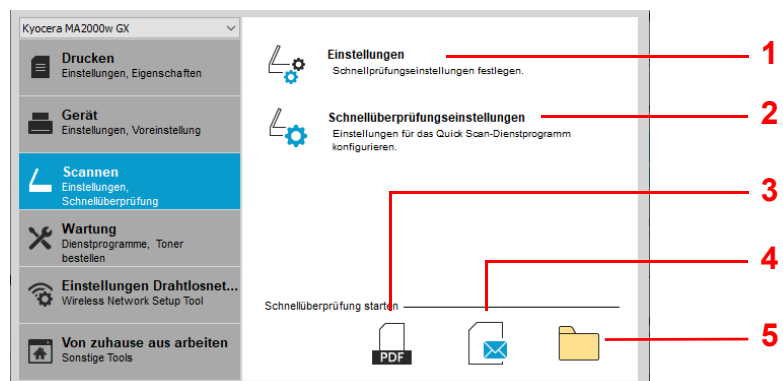 Kyocera MA2000w GX
Drucken
Einstellungen, Eigenschaften
Gerät
Einstellungen, Voreinstellung
Scannen
Einstellungen,
Schnellüberprüfung
Wartung
Dienstprogramme, Toner
bestellen
Einstellungen Drahtlosnet...
Wireless Network Setup Tool
Von zuhause aus arbeiten
Sonstige Tools
Einstellungen
Schnellprüfungseinstellungen festlegen.
1
Schnellüberprüfungseinstellungen
Einstellungen für das Quick Scan-Dienstprogramm
konfigurieren.
2
3
4
Schnellüberprüfung starten
PDF
5